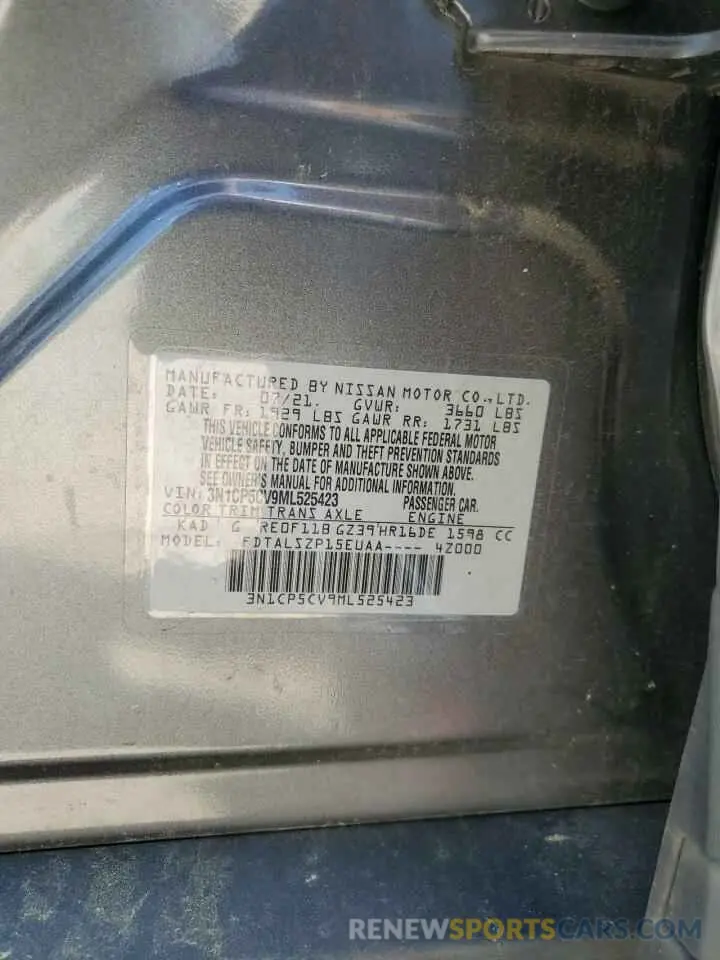 MANUFACTURED BY NISSAN MOTOR CO., LTD.
DATE: 07/21. GVWR: 3660 LBS
GAWR FR: 1929 LBS GAWR RR: 1731 LBS
THIS VEHICLE CONFORMS TO ALL APPLICABLE FEDERAL MOTOR
VEHICLE SAFETY, BUMPER AND THEFT PREVENTION STANDARDS
IN EFFECT ON THE DATE OF MANUFACTURE SHOWN ABOVE.
SEE OWNER'S MANUAL FOR ADDITIONAL INFORMATION.
VIN: 3N1CP5CV9ML525423 PASSENGER CAR.
COLOR TRIM TRANS AXLE ENGINE
KAD G RE0F11B GZ39 HR16DE 1598 CC
MODEL: FDTALSZP15EUAA---- 4Z000
3N1CP5CV9ML525423
RENEWSPORTSCARS.COM